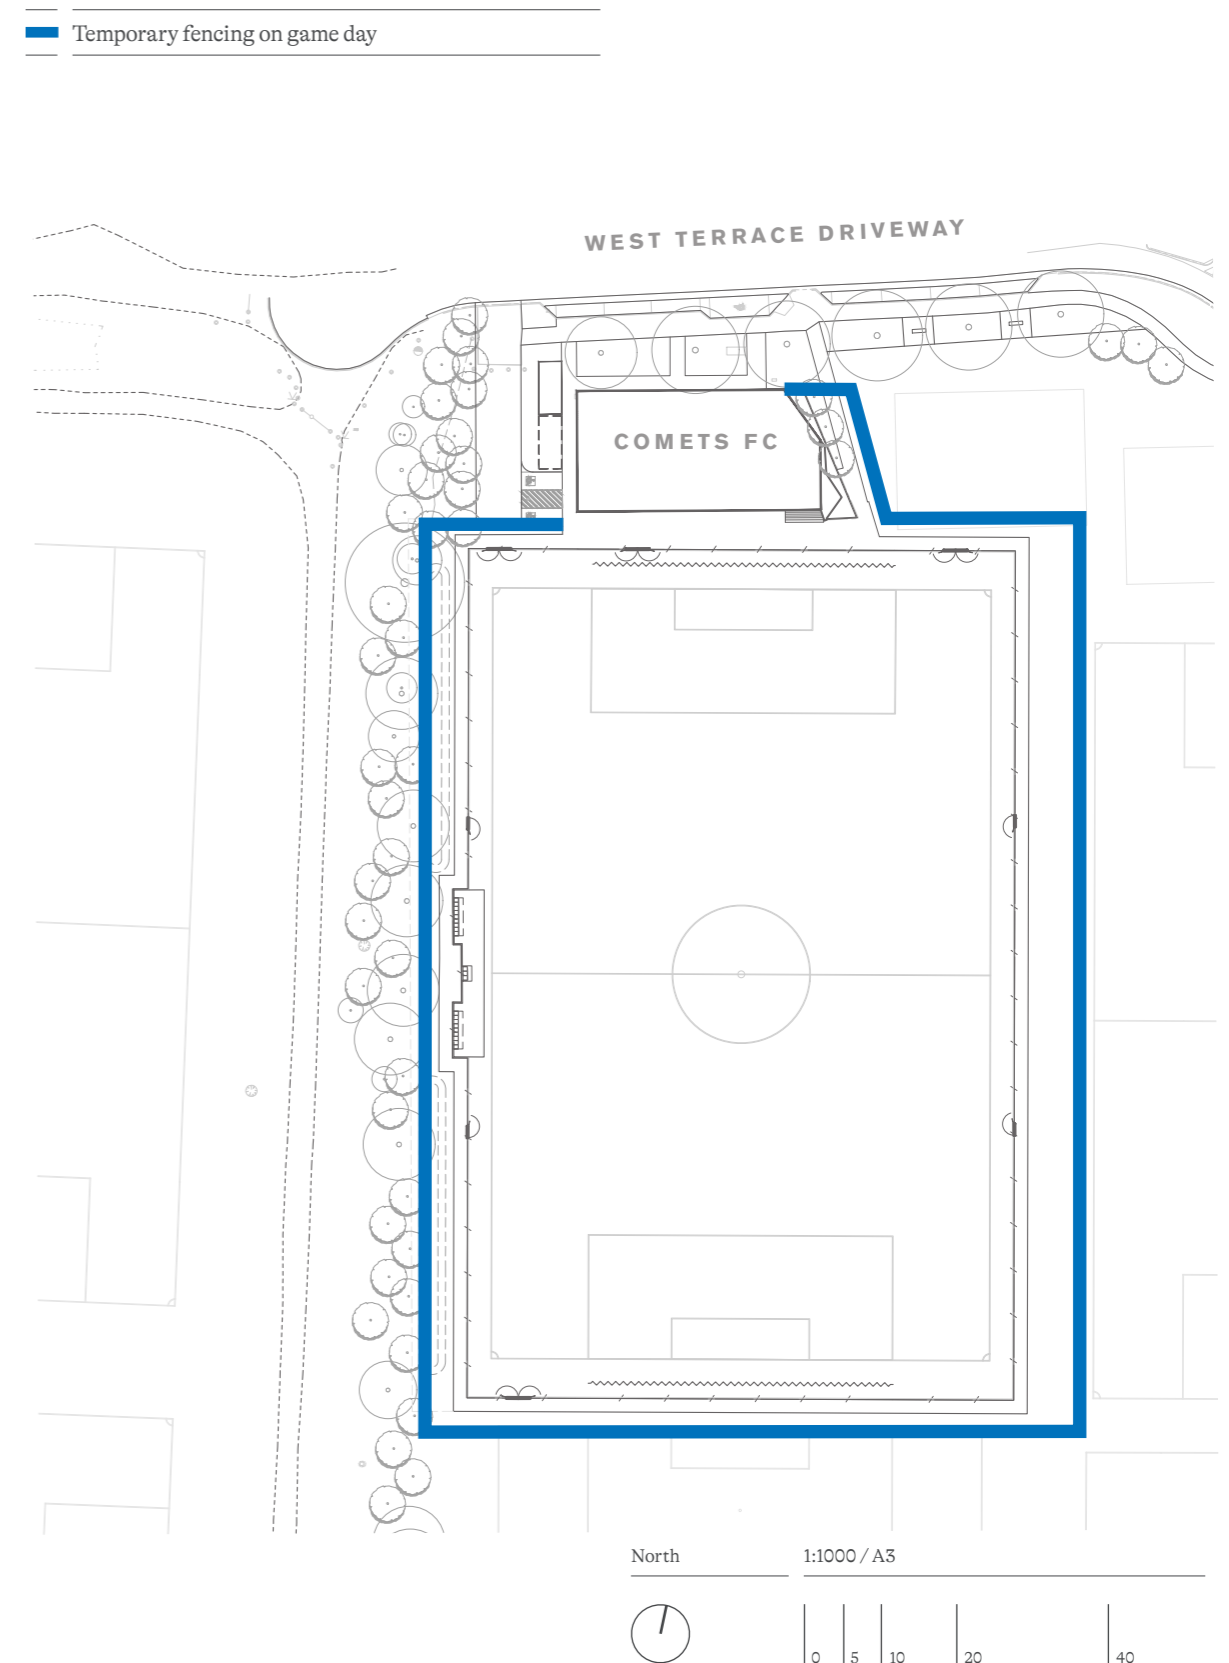 Temporary fencing on game day
WEST TERRACE DRIVEWAY
COMETS FC
North
1:1000 / A3
0 5 10 20 40